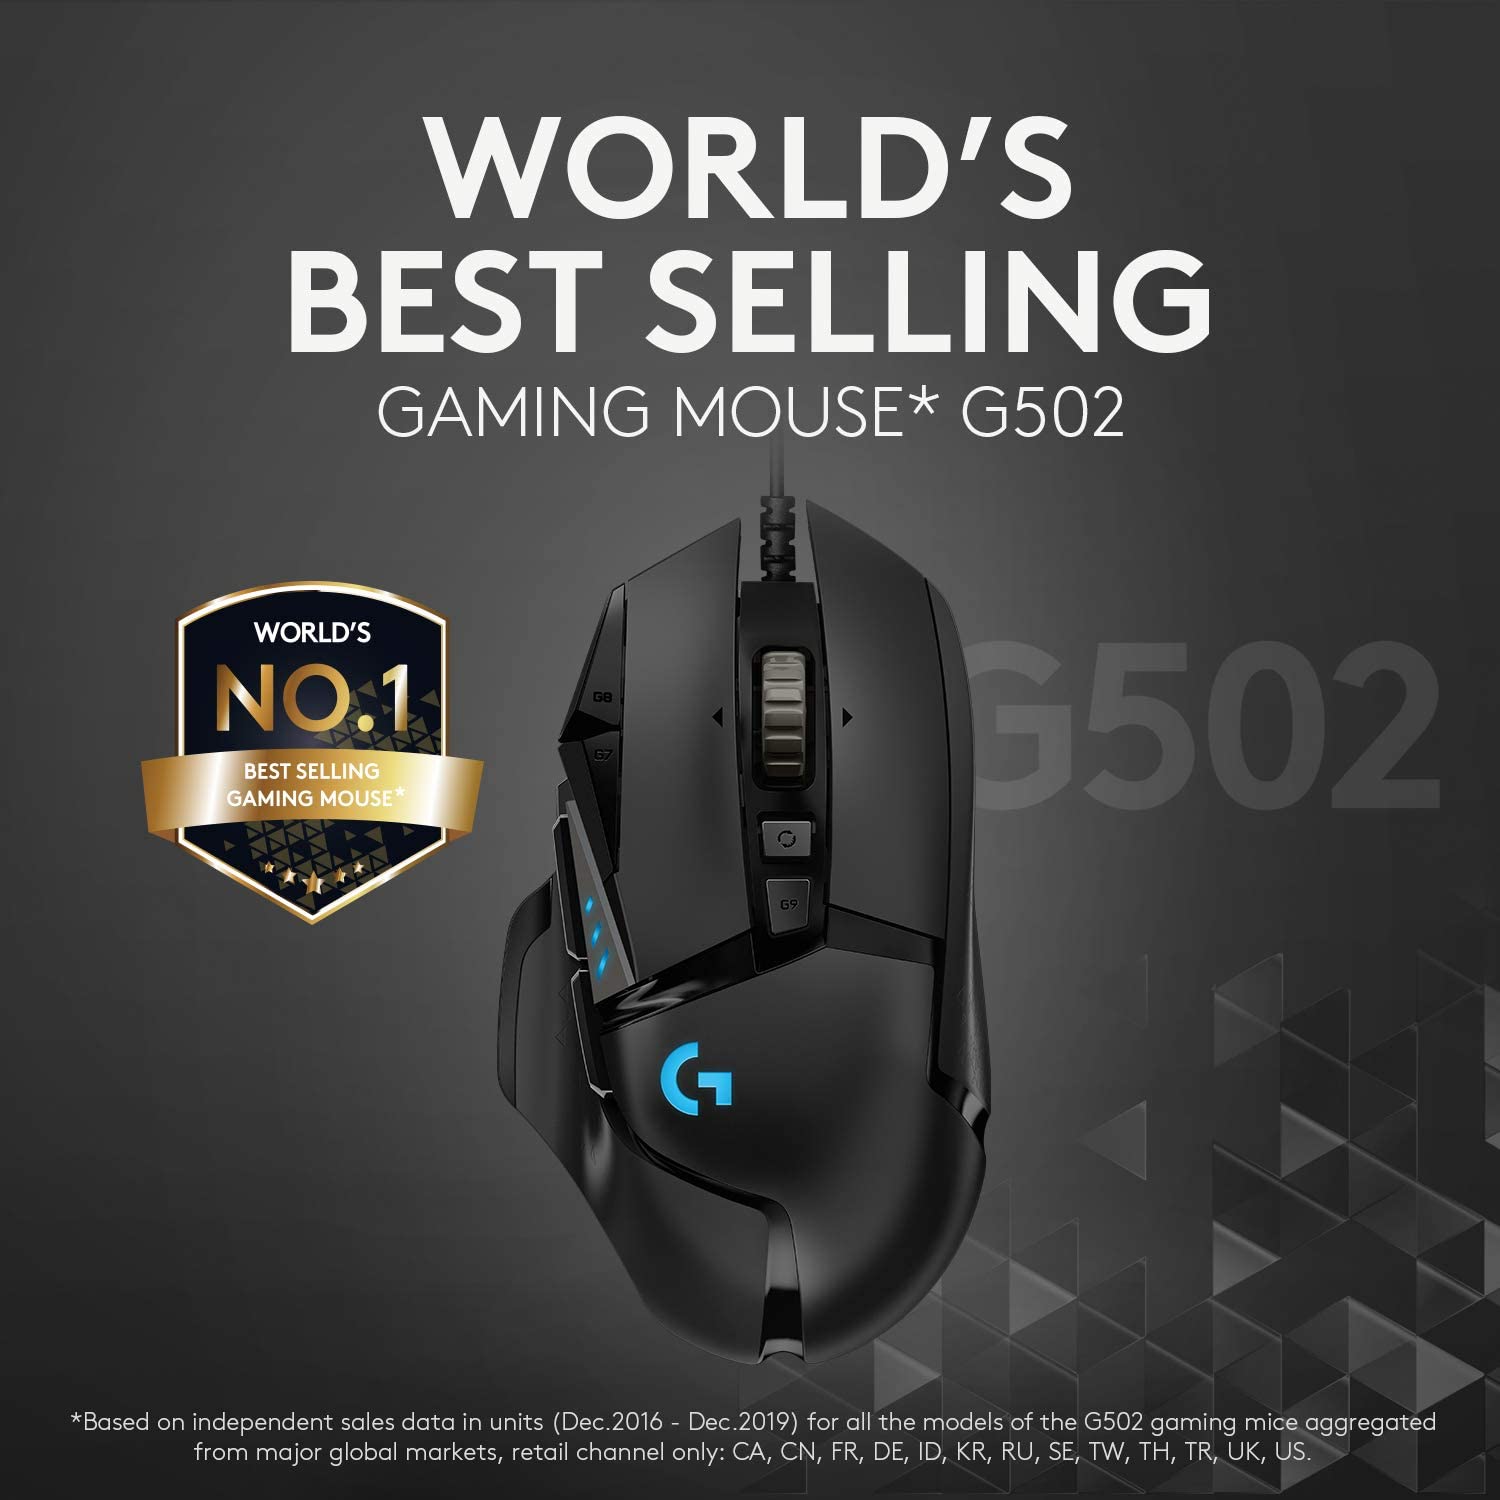 WORLD'S
BEST SELLING
GAMING MOUSE* G502
WORLD'S
NO.1
BEST SELLING
GAMING MOUSE*
G8
G7
G9
G
G502
*Based on independent sales data in units (Dec.2016 - Dec.2019) for all the models of the G502 gaming mice aggregated
from major global markets, retail channel only: CA, CN, FR, DE, ID, KR, RU, SE, TW, TH, TR, UK, US.